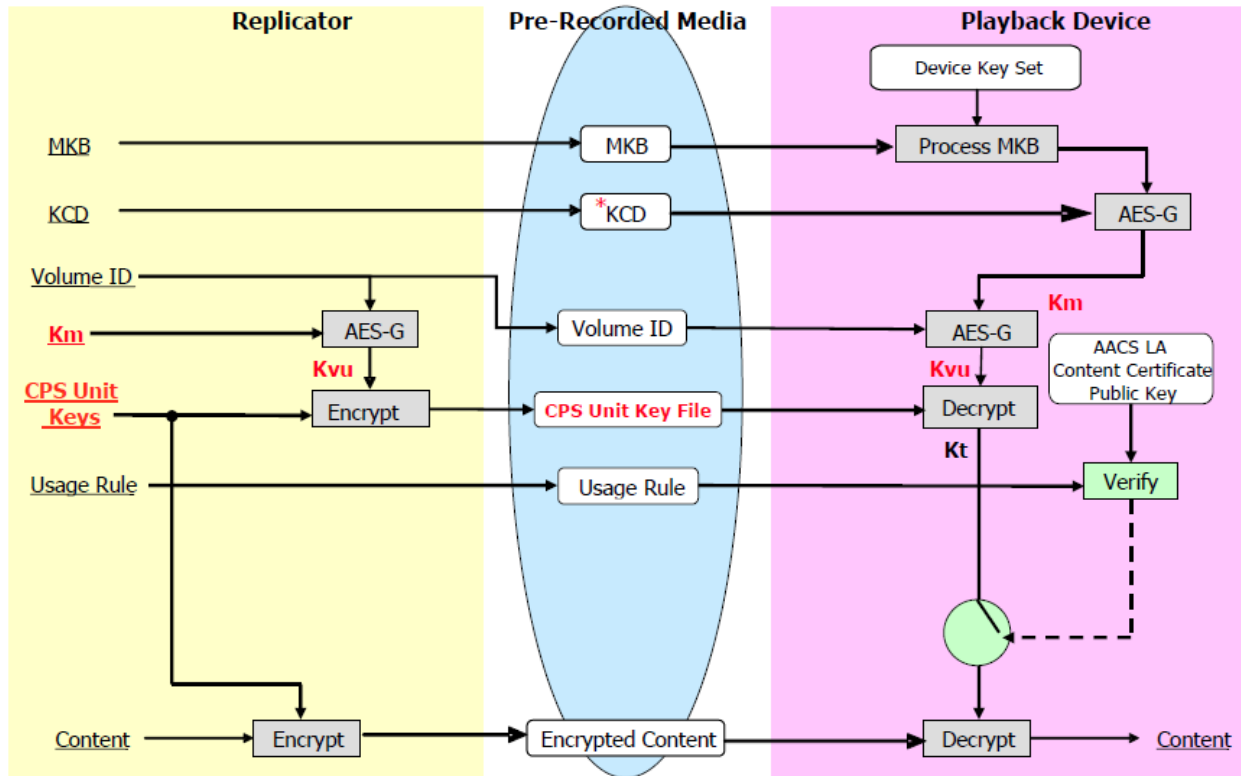 Replicator
Pre-Recorded Media
Playback Device
Device Key Set
MKB
MKB
Process MKB
KCD
*KCD
AES-G
Volume ID
Km
Km
AES-G
Volume ID
AES-G
AACS LA
Content Certificate
Public Key
Kvu
Kvu
CPS Unit
Keys
Encrypt
CPS Unit Key File
Decrypt
Kt
Usage Rule
Usage Rule
Verify
Content
Encrypt
Encrypted Content
Decrypt
Content